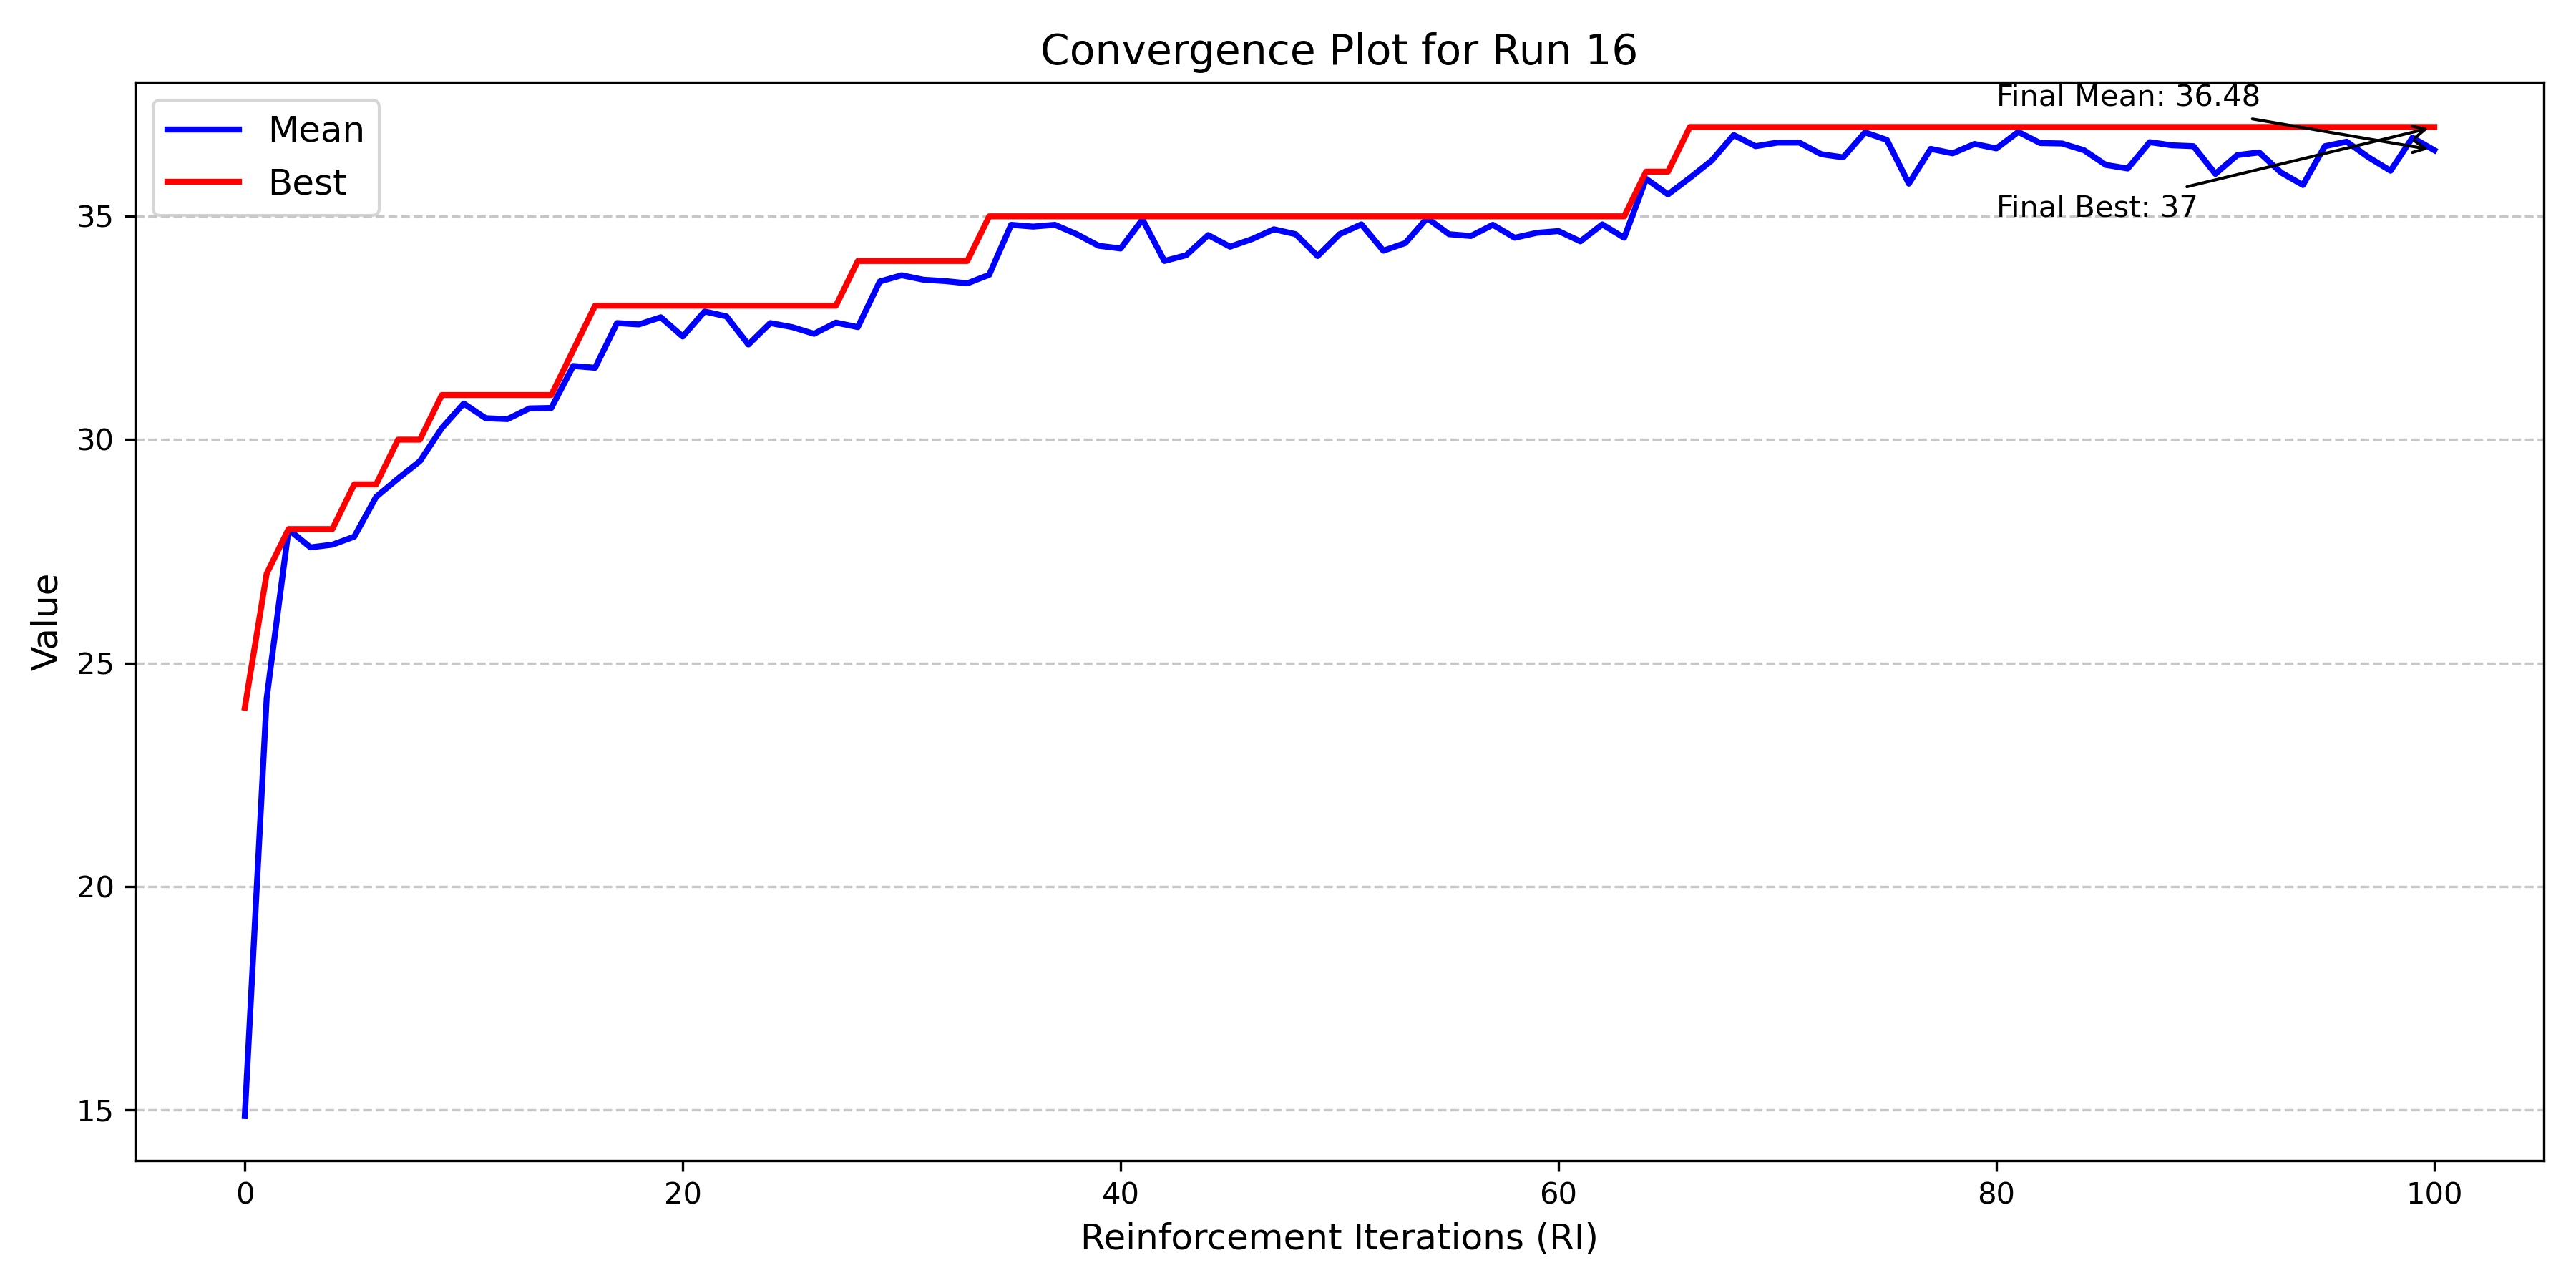 Convergence Plot for Run 16
Mean
Best
Final Mean: 36.48
Final Best: 37
Value
35
30
25
20
15
0
20
40
60
80
100
Reinforcement Iterations (RI)